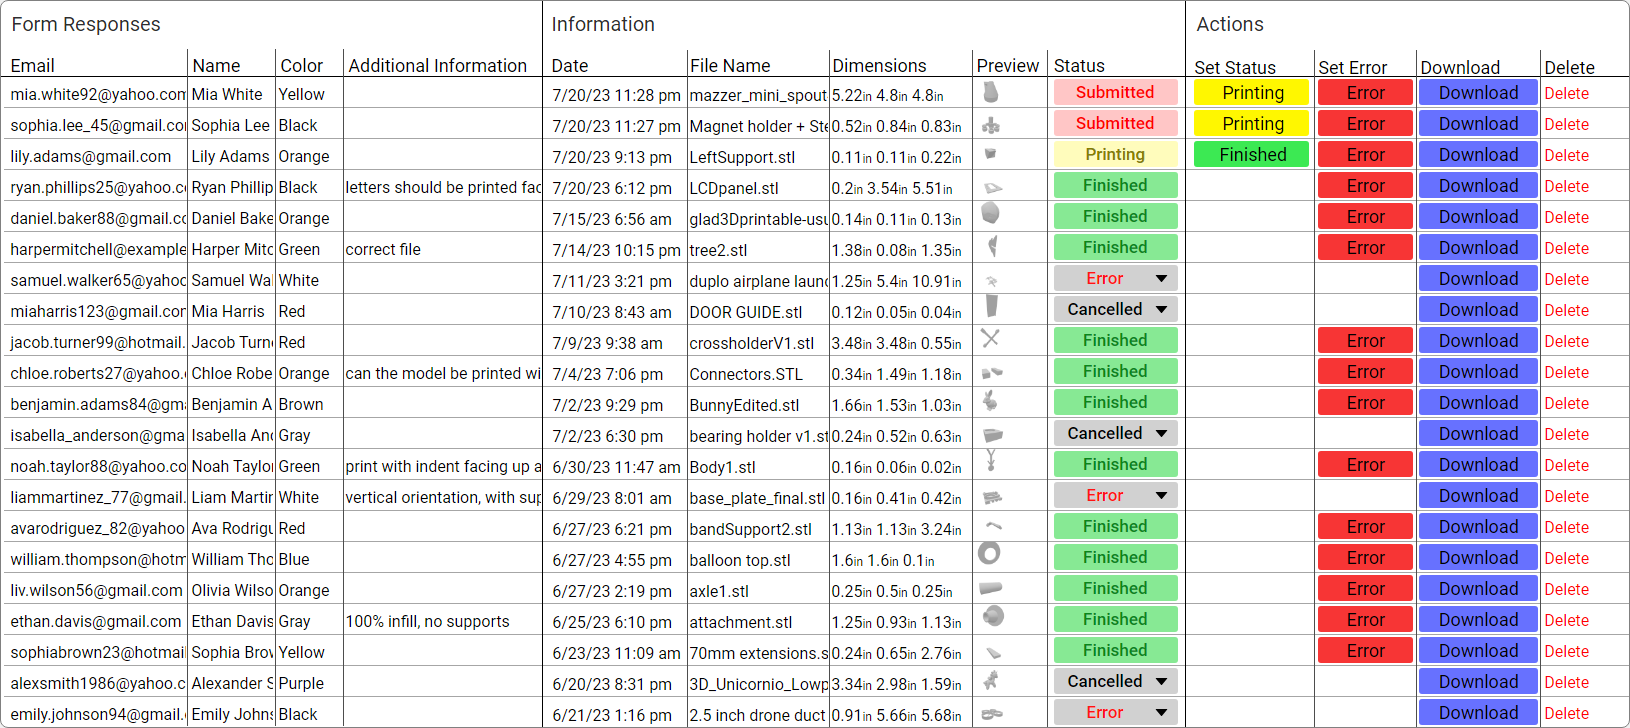 Form Responses Information Actions
Email Name Color Additional Information Date File Name Dimensions Preview Status Set Status Set Error Download Delete
mia.white92@yahoo.com Mia White Yellow 7/20/23 11:28 pm mazzer_mini_spout 5.22in 4.8in 4.8in Submitted Printing Error Download Delete
sophia.lee_45@gmail.co Sophia Lee Black 7/20/23 11:27 pm Magnet holder + Ste 0.52in 0.84in 0.83in Submitted Printing Error Download Delete
lily.adams@gmail.com Lily Adams Orange 7/20/23 9:13 pm LeftSupport.stl 0.11in 0.11in 0.22in Printing Finished Error Download Delete
ryan.phillips25@yahoo.c Ryan Phillip Black letters should be printed fac 7/20/23 6:12 pm LCDpanel.stl 0.2in 3.54in 5.51in Finished Error Download Delete
daniel.baker88@gmail.c Daniel Bake Orange 7/15/23 6:56 am glad3Dprintable-usu 0.14in 0.11in 0.13in Finished Error Download Delete
harpermitchell@example Harper Mitc Green correct file 7/14/23 10:15 pm tree2.stl 1.38in 0.08in 1.35in Finished Error Download Delete
samuel.walker65@yahoo Samuel Wal White 7/11/23 3:21 pm duplo airplane laun 1.25in 5.4in 10.91in Error Download Delete
miaharris123@gmail.com Mia Harris Red 7/10/23 8:43 am DOOR GUIDE.stl 0.12in 0.05in 0.04in Cancelled Download Delete
jacob.turner99@hotmail. Jacob Turn Red 7/9/23 9:38 am crossholderV1.stl 3.48in 3.48in 0.55in Finished Error Download Delete
chloe.roberts27@yahoo. Chloe Robe Orange can the model be printed wi 7/4/23 7:06 pm Connectors.STL 0.34in 1.49in 1.18in Finished Error Download Delete
benjamin.adams84@gma Benjamin A Brown 7/2/23 9:29 pm BunnyEdited.stl 1.66in 1.53in 1.03in Finished Error Download Delete
isabella_anderson@gma Isabella An Gray 7/2/23 6:30 pm bearing holder v1.st 0.24in 0.52in 0.63in Cancelled Download Delete
noah.taylor88@yahoo.co Noah Taylor Green print with indent facing up a 6/30/23 11:47 am Body1.stl 0.16in 0.06in 0.02in Finished Error Download Delete
liammartinez_77@gmail. Liam Martin White vertical orientation, with sup 6/29/23 8:01 am base_plate_final.stl 0.16in 0.41in 0.42in Error Download Delete
avarodriguez_82@yahoo Ava Rodrigu Red 6/27/23 6:21 pm bandSupport2.stl 1.13in 1.13in 3.24in Finished Error Download Delete
william.thompson@hotm William Tho Blue 6/27/23 4:55 pm balloon top.stl 1.6in 1.6in 0.1in Finished Error Download Delete
liv.wilson56@gmail.com Olivia Wilso Orange 6/27/23 2:19 pm axle1.stl 0.25in 0.5in 0.25in Finished Error Download Delete
ethan.davis@gmail.com Ethan Davis Gray 100% infill, no supports 6/25/23 6:10 pm attachment.stl 1.25in 0.93in 1.13in Finished Error Download Delete
sophiabrown23@hotmail Sophia Brow Yellow 6/23/23 11:09 am 70mm extensions.s 0.24in 0.65in 2.76in Finished Error Download Delete
alexsmith1986@yahoo.c Alexander S Purple 6/20/23 8:31 pm 3D_Unicornio_Lowp 3.34in 2.98in 1.59in Cancelled Download Delete
emily.johnson94@gmail. Emily Johns Black 6/21/23 1:16 pm 2.5 inch drone duct 0.91in 5.66in 5.68in Error Download Delete